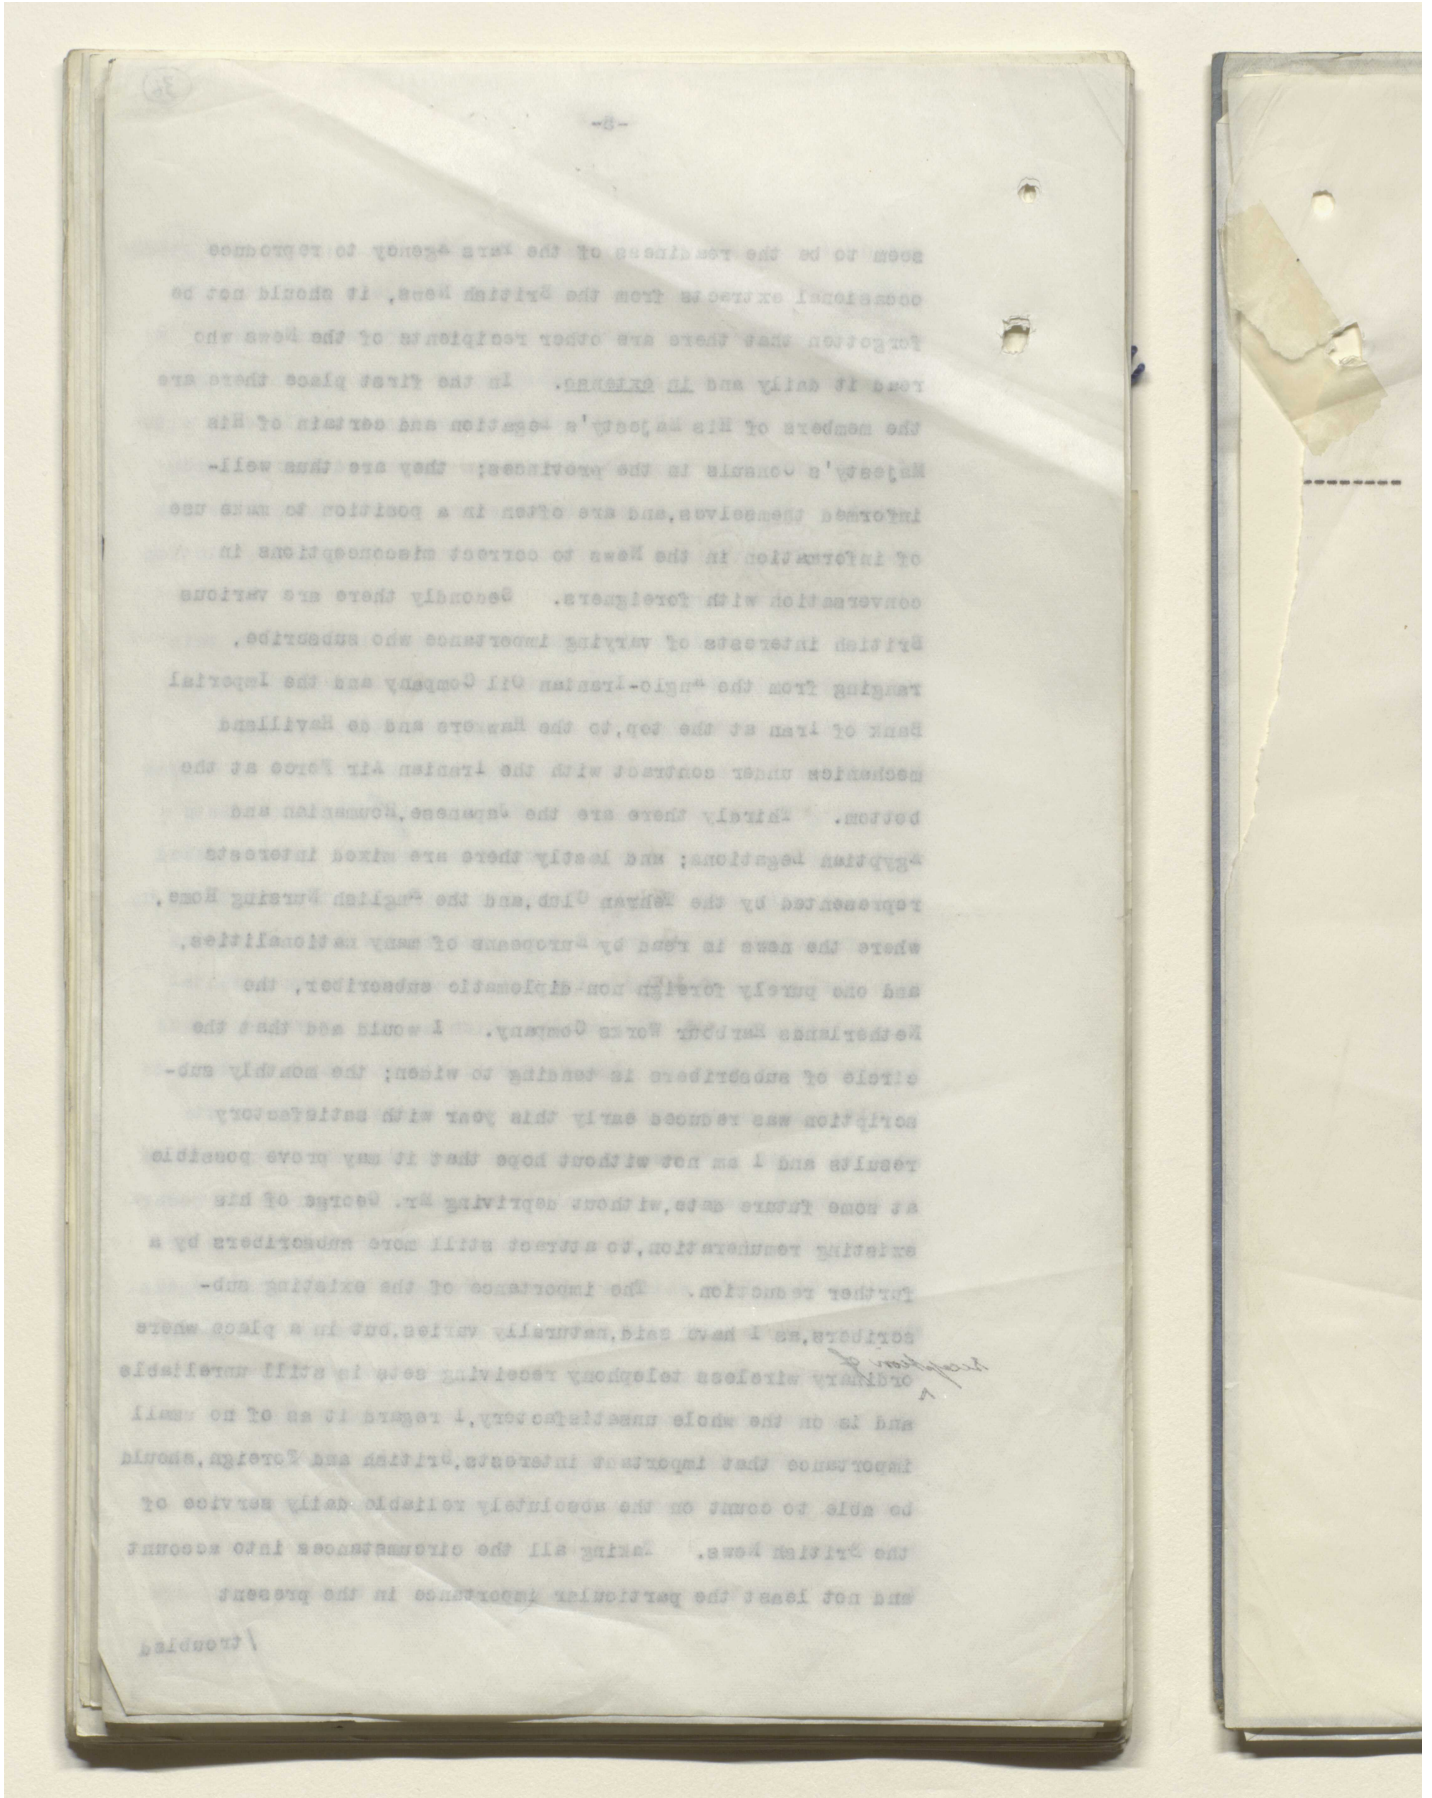 -8-
seem to be the readiness of the Pars Agency to reproduce
occasional extracts from the British News, it should not be
forgotten that there are other recipients of the News who
read it daily and in extenso. In the first place there are
the members of His Majesty's Legation and certain of His
Majesty's Consuls in the provinces; they are thus well-
informed themselves,and are often in a position to make use
of information in the News to correct misconceptions in
conversation with foreigners. Secondly there are various
British interests of varying importance who subscribe,
ranging from the Anglo-Iranian Oil Company and the Imperial
Bank of Iran at the top,to the Hawkers and de Havilland
mechanics under contract with the Iranian Air Force at the
bottom. Thirdly there are the Japanese,Roumanian and
Egyptian Legations; and lastly there are mixed interests
represented by the Tehran Club,and the English Nursing Home,
where the news is read by Europeans of many nationalities,
and one purely foreign non-diplomatic subscriber, the
Netherlands Harbour Works Company. I would add that the
circle of subscribers is tending to widen; the monthly sub-
scription was reduced early this year with satisfactory
results and I am not without hope that it may prove possible
at some future date,without depriving Mr. George of his
existing remuneration,to attract still more subscribers by a
further reduction. The importance of the existing sub-
scribers,as I have said,naturally varies,but in a place where
reception of
ordinary wireless telephony receiving sets is still unreliable
and is on the whole unsatisfactory,I regard it as of no small
importance that important interests,British and foreign,should
be able to count on the absolutely reliable daily service of
the British News. Taking all the circumstances into account
and not least the particular importance in the present
/troubled